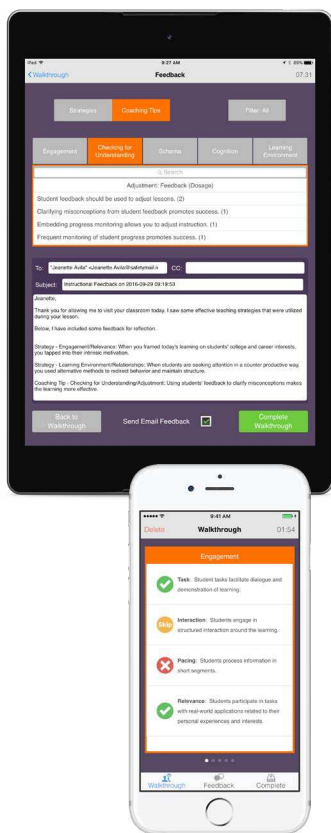 iPad
9:27 AM
89%
Walkthrough
Feedback
07:31
Strategies
Coaching Tips
Filter: All
Engagement
Checking for
Understanding
Schema
Cognition
Learning
Environment
Search
Adjustment: Feedback (Dosage)
Student feedback should be used to adjust lessons. (2)
Clarifying misconceptions from student feedback promotes success. (1)
Embedding progress monitoring allows you to adjust instruction. (1)
Frequent monitoring of student progress promotes success. (1)
To: "Jeanette Avila" <Jeanette.Avila@safetymail.n CC:
Subject: Instructional Feedback on 2016-09-29 09:19:53
Jeanette,
Thank you for allowing me to visit your classroom today. I saw some effective teaching strategies that were utilized
during your lesson.
Below, I have included some feedback for reflection.
Strategy - Engagement/Relevance: When you framed today's learning on students' college and career interests,
you tapped into their intrinsic motivation.
Strategy - Learning Environment/Relationships: When students are seeking attention in a counter productive way,
you used alternative methods to redirect behavior and maintain structure.
Coaching Tip - Checking for Understanding/Adjustment: Using students' feedback to clarify misconceptions makes
the learning more effective.
Back to
Walkthrough
Send Email Feedback
Complete
Walkthrough
9:41 AM
Delete
Walkthrough
01:54
Engagement
Task: Student tasks facilitate dialogue and
demonstration of learning.
Skip
Interaction: Students engage in
structured interaction around the learning.
Pacing: Students process information in
short segments.
Relevance: Students participate in tasks
with real-world applications related to their
personal experiences and interests.
Walkthrough
Feedback
Complete